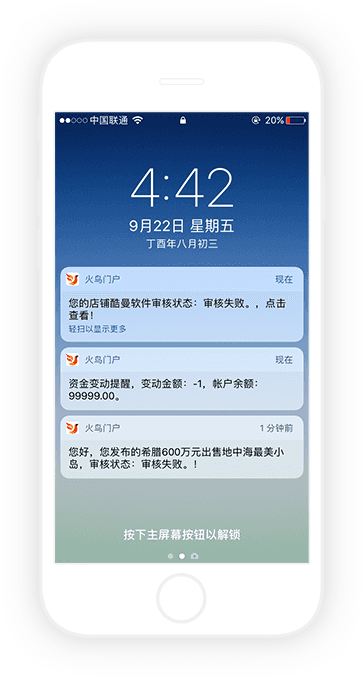 中国联通 20%
4:42
9月22日 星期五
丁酉年八月初三
火鸟门户 现在
您的店铺酷曼软件审核状态：审核失败。，点击
查看！
轻扫以显示更多
火鸟门户 现在
资金变动提醒，变动金额：-1，帐户余额：
99999.00。
火鸟门户 1 分钟前
您好，您发布的希腊600万元出售地中海最美小
岛，审核状态：审核失败。！
按下主屏幕按钮以解锁